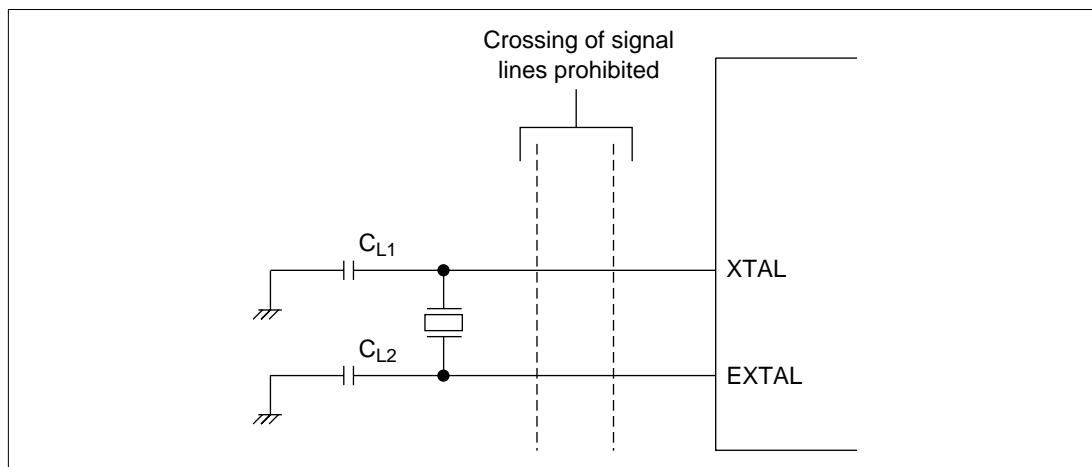 Crossing of signal
lines prohibited
CL1
XTAL
CL2
EXTAL